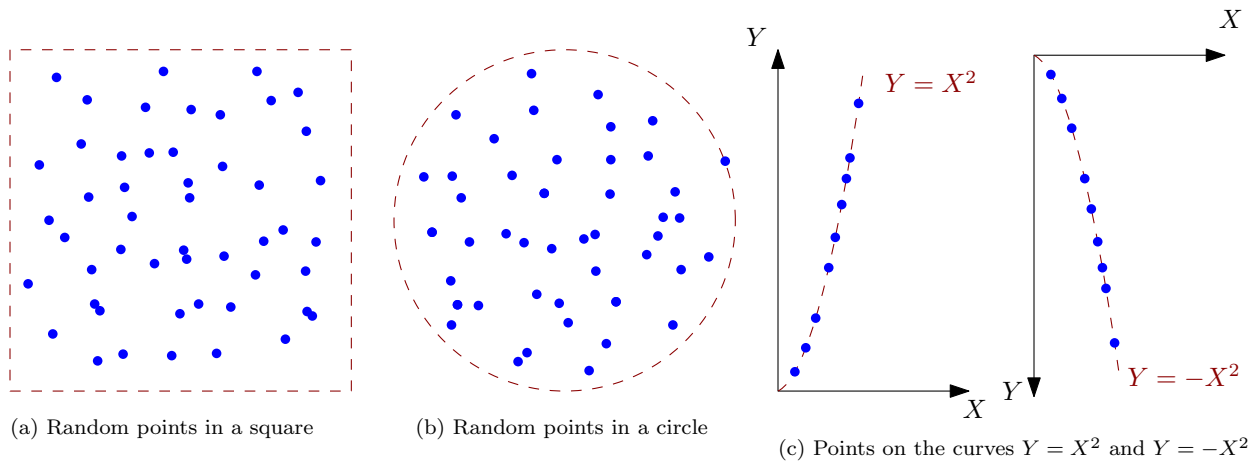 Y
Y = X²
X
X
Y
Y = −X²
(a) Random points in a square
(b) Random points in a circle
(c) Points on the curves Y = X² and Y = −X²